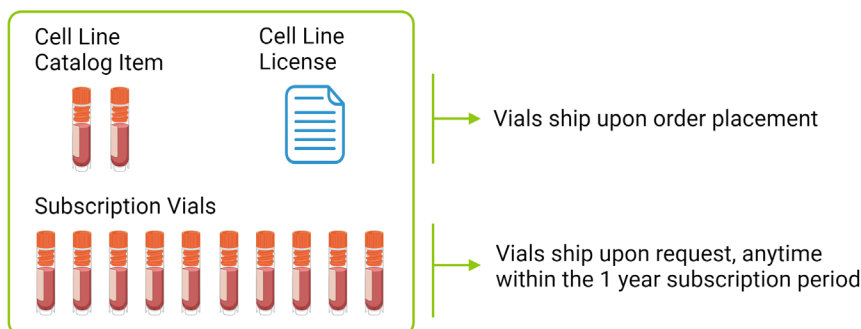 Cell Line
Catalog Item
Cell Line
License
Vials ship upon order placement
Subscription Vials
Vials ship upon request, anytime
within the 1 year subscription period